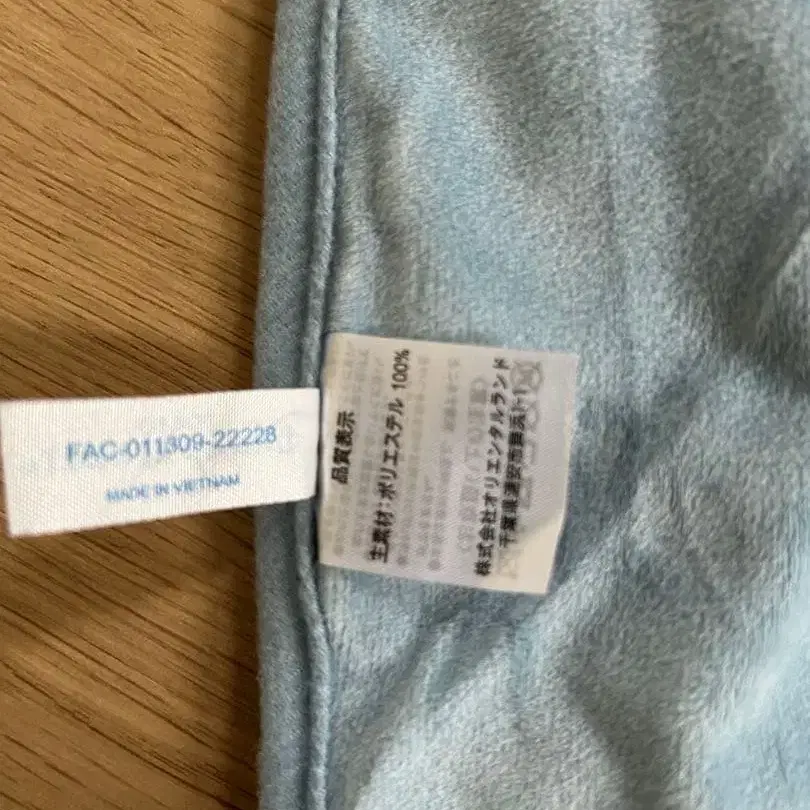 FAC-011309-22228
MADE IN VIETNAM
品質表示
主素材:ポリエステル 100%
株式会社オリエンタルランド
千葉県浦安市舞浜1-1